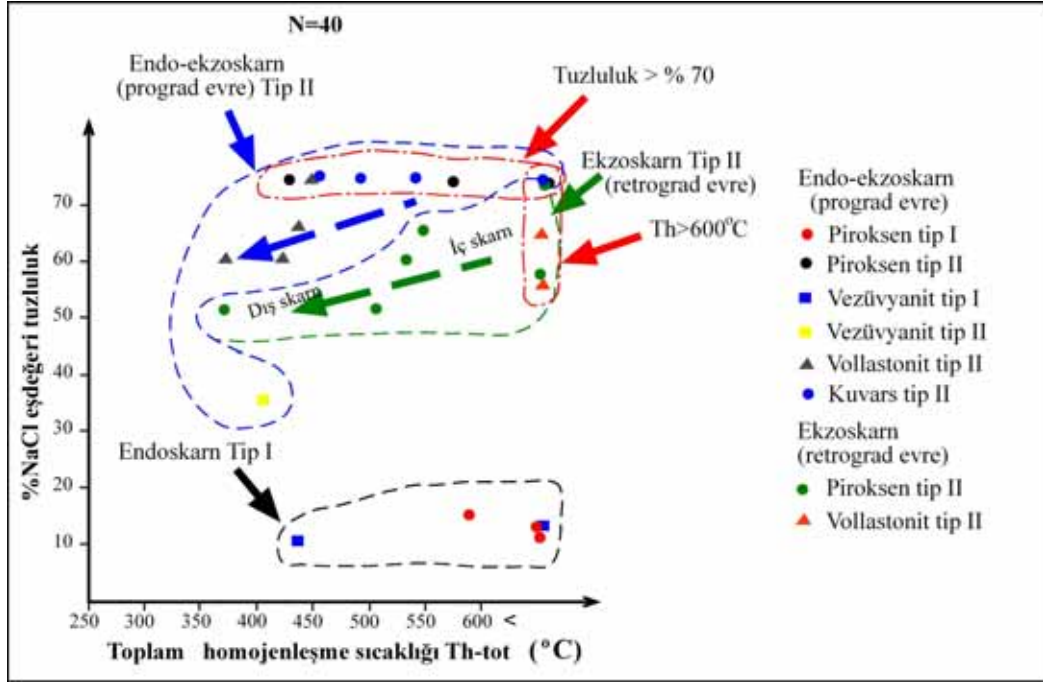 N=40
Endo-ekzoskarn
(prograd evre) Tip II
Tuzluluk > % 70
Ekzoskarn Tip II
(retrograd evre)
Th>600°C
İç skarn
Dış skarn
Endoskarn Tip I
%NaCl eşdeğeri tuzluluk
70
60
50
40
30
20
10
250 300 350 400 450 500 550 600 <
Toplam homojenleşme sıcaklığı Th-tot (°C)
Endo-ekzoskarn
(prograd evre)
Piroksen tip I
Piroksen tip II
Vezüvyanit tip I
Vezüvyanit tip II
Vollastonit tip II
Kuvars tip II
Ekzoskarn
(retrograd evre)
Piroksen tip II
Vollastonit tip II